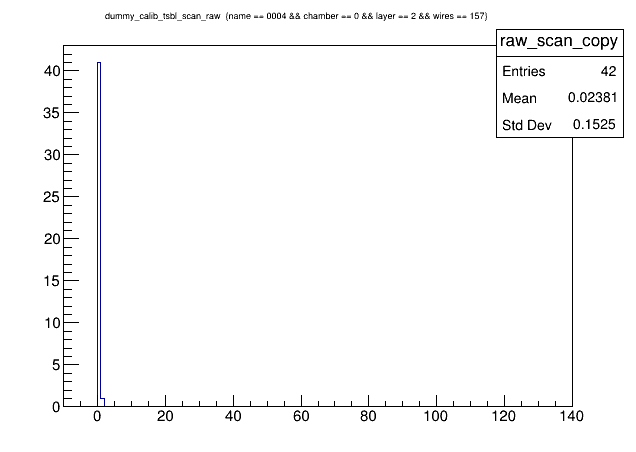 dummy_calib_tsbl_scan_raw (name == 0004 && chamber == 0 && layer == 2 && wires == 157)
raw_scan_copy
Entries 42
Mean 0.02381
Std Dev 0.1525
40
35
30
25
20
15
10
5
0
0 20 40 60 80 100 120 140